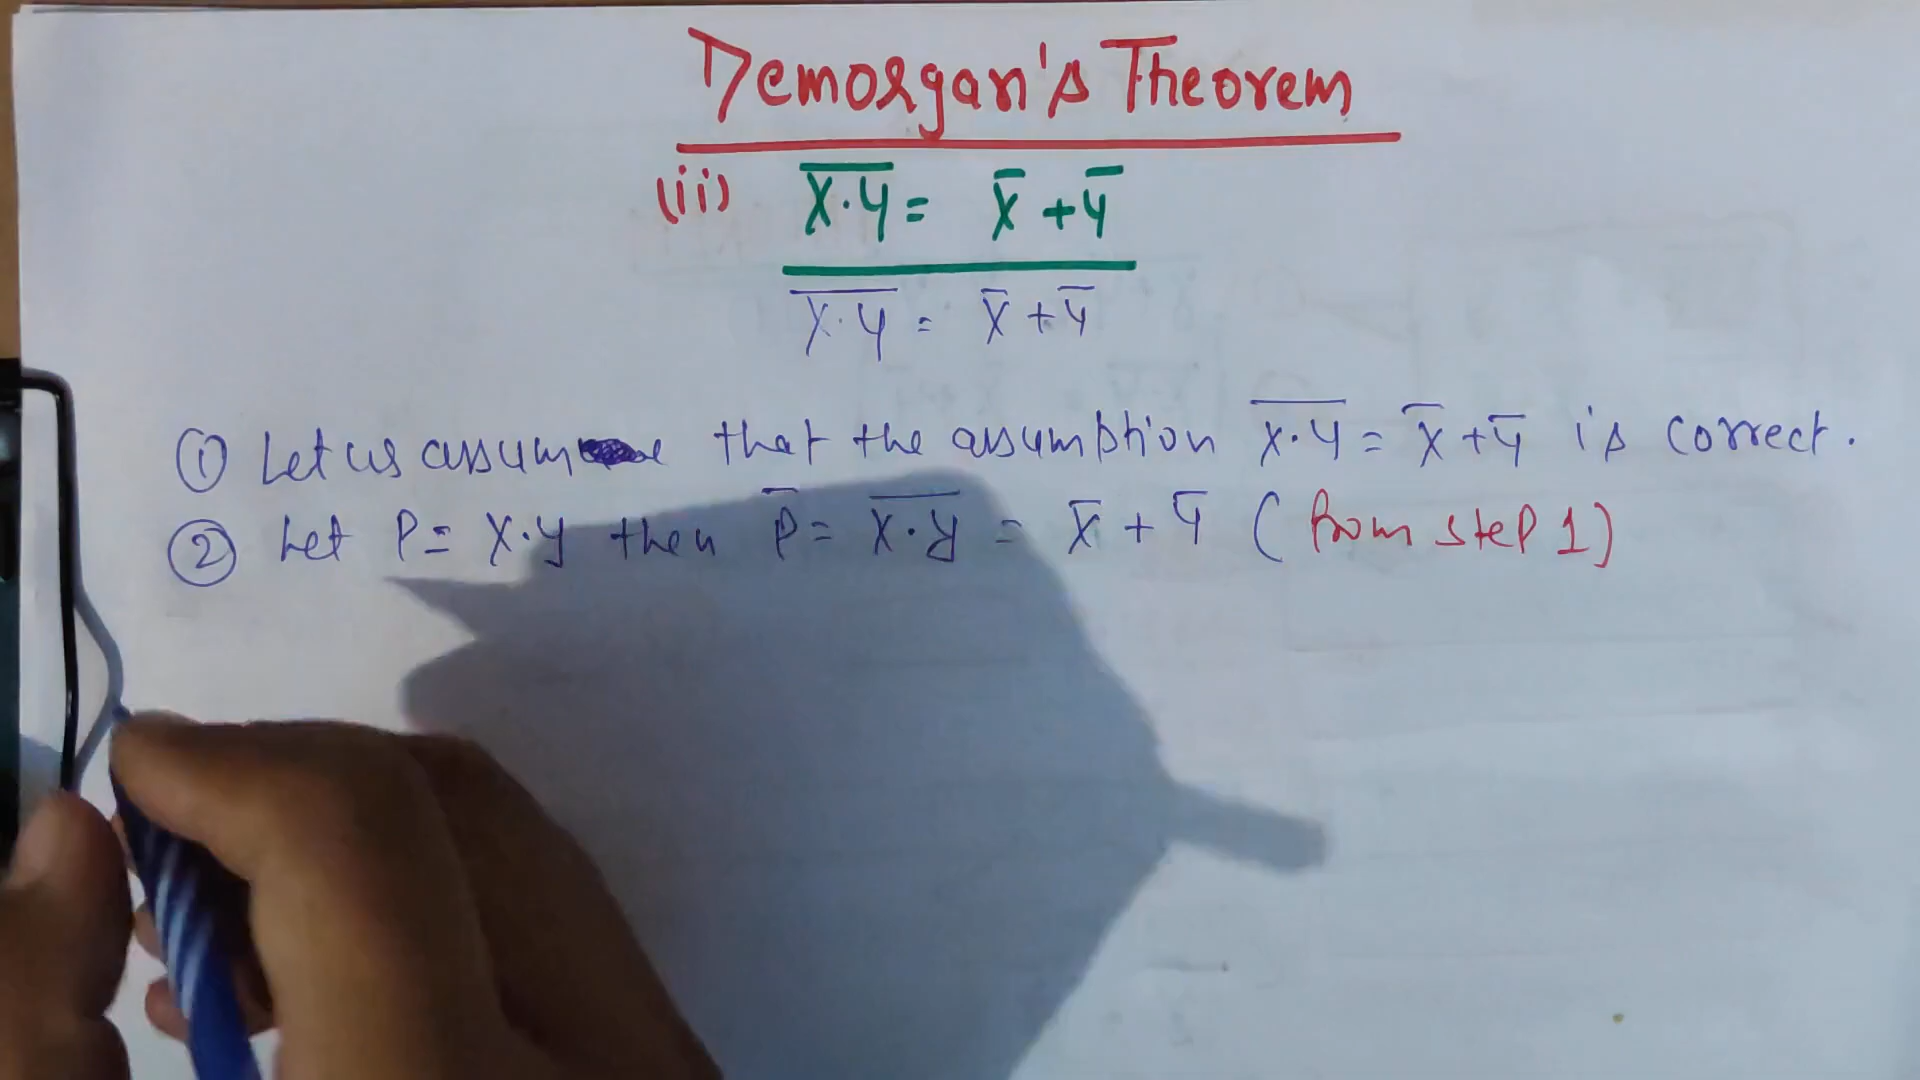 Demorgan's Theorem
(ii) X̅·̅Y̅ = X̅ + Y̅
X̅·̅Y̅ = X̅ + Y̅
① Let us assume that the assumption X̅·̅Y̅ = X̅ + Y̅ is correct.
② Let P = X·Y then P̅ = X̅·̅Y̅ = X̅ + Y̅ (from step 1)